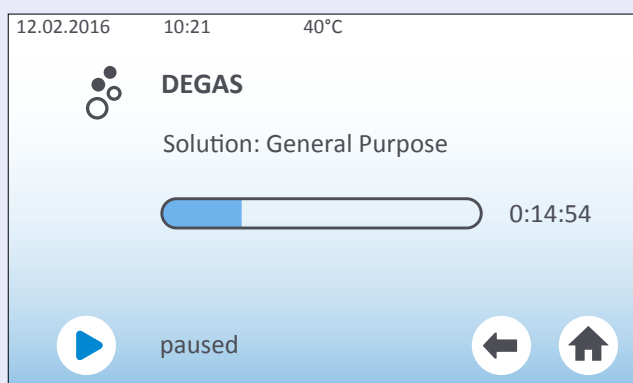 12.02.2016 10:21 40°C
DEGAS
Solution: General Purpose
0:14:54
paused